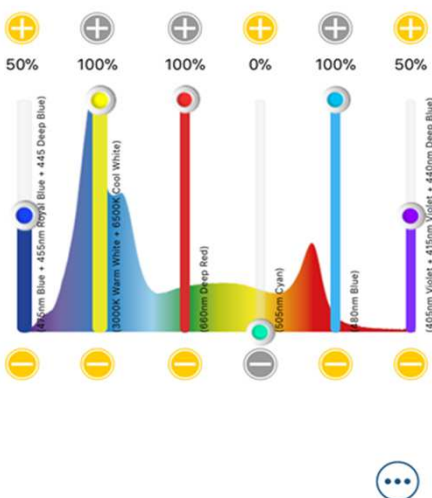 50%
100%
100%
0%
100%
50%
(475nm Blue + 455nm Royal Blue + 445 Deep Blue)
(3000K Warm White + 6500K Cool White)
(660nm Deep Red)
(505nm Cyan)
(480nm Blue)
(405nm Violet + 415nm Violet + 440nm Deep Blue)